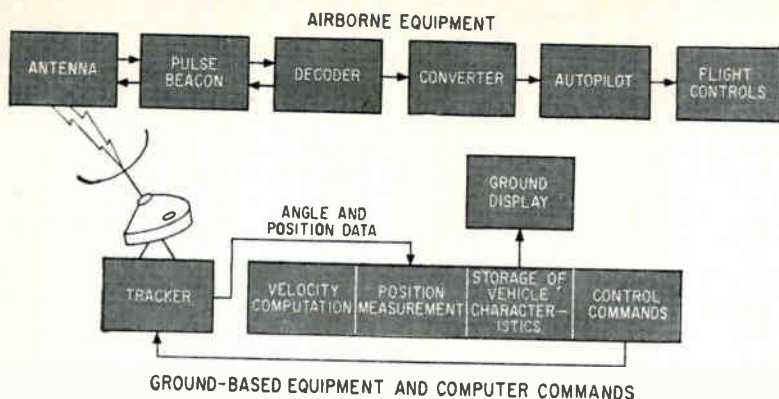 AIRBORNE EQUIPMENT
ANTENNA
PULSE
BEACON
DECODER
CONVERTER
AUTOPILOT
FLIGHT
CONTROLS
GROUND
DISPLAY
ANGLE AND
POSITION DATA
TRACKER
VELOCITY
COMPUTATION
POSITION
MEASUREMENT
STORAGE OF
VEHICLE
CHARACTER-
ISTICS
CONTROL
COMMANDS
GROUND-BASED EQUIPMENT AND COMPUTER COMMANDS